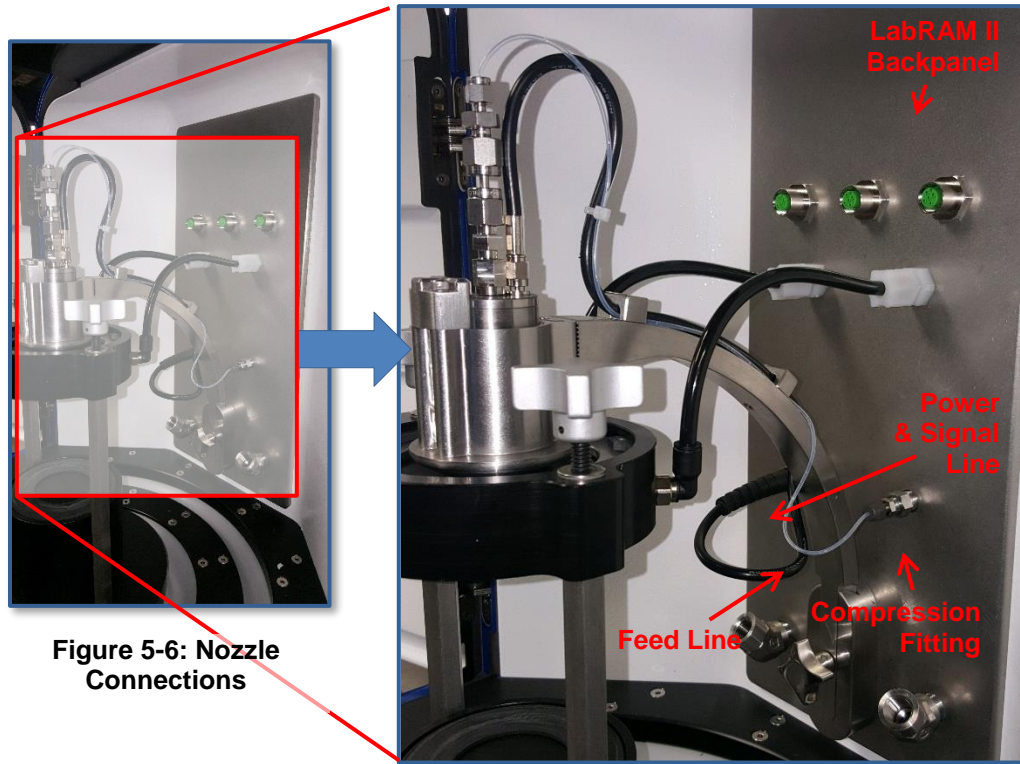 LabRAM II
Backpanel
Power
& Signal
Line
Feed Line
Compression
Fitting
Figure 5-6: Nozzle
Connections